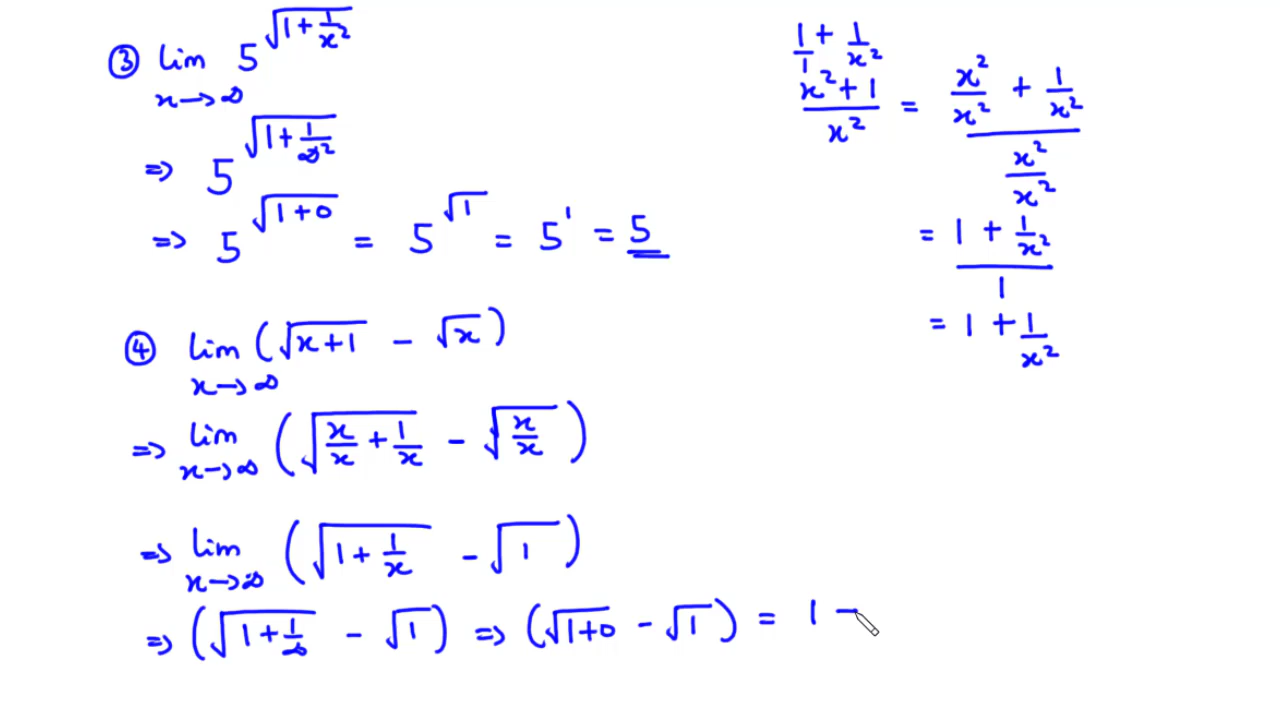 ③ lim x→∞ 5^√(1 + 1/x²)
⇒ 5^√(1 + 1/∞²)
⇒ 5^√(1+0) = 5^√1 = 5^1 = 5
④ lim x→∞ (√(x+1) - √x)
⇒ lim x→∞ (√(x/x + 1/x) - √(x/x))
⇒ lim x→∞ (√(1 + 1/x) - √1)
⇒ (√(1 + 1/∞) - √1) ⇒ (√(1+0) - √1) = 1 -
1/1 + 1/x²
(x² + 1)/x² = (x²/x² + 1/x²)/(x²/x²)
= (1 + 1/x²)/1
= 1 + 1/x²